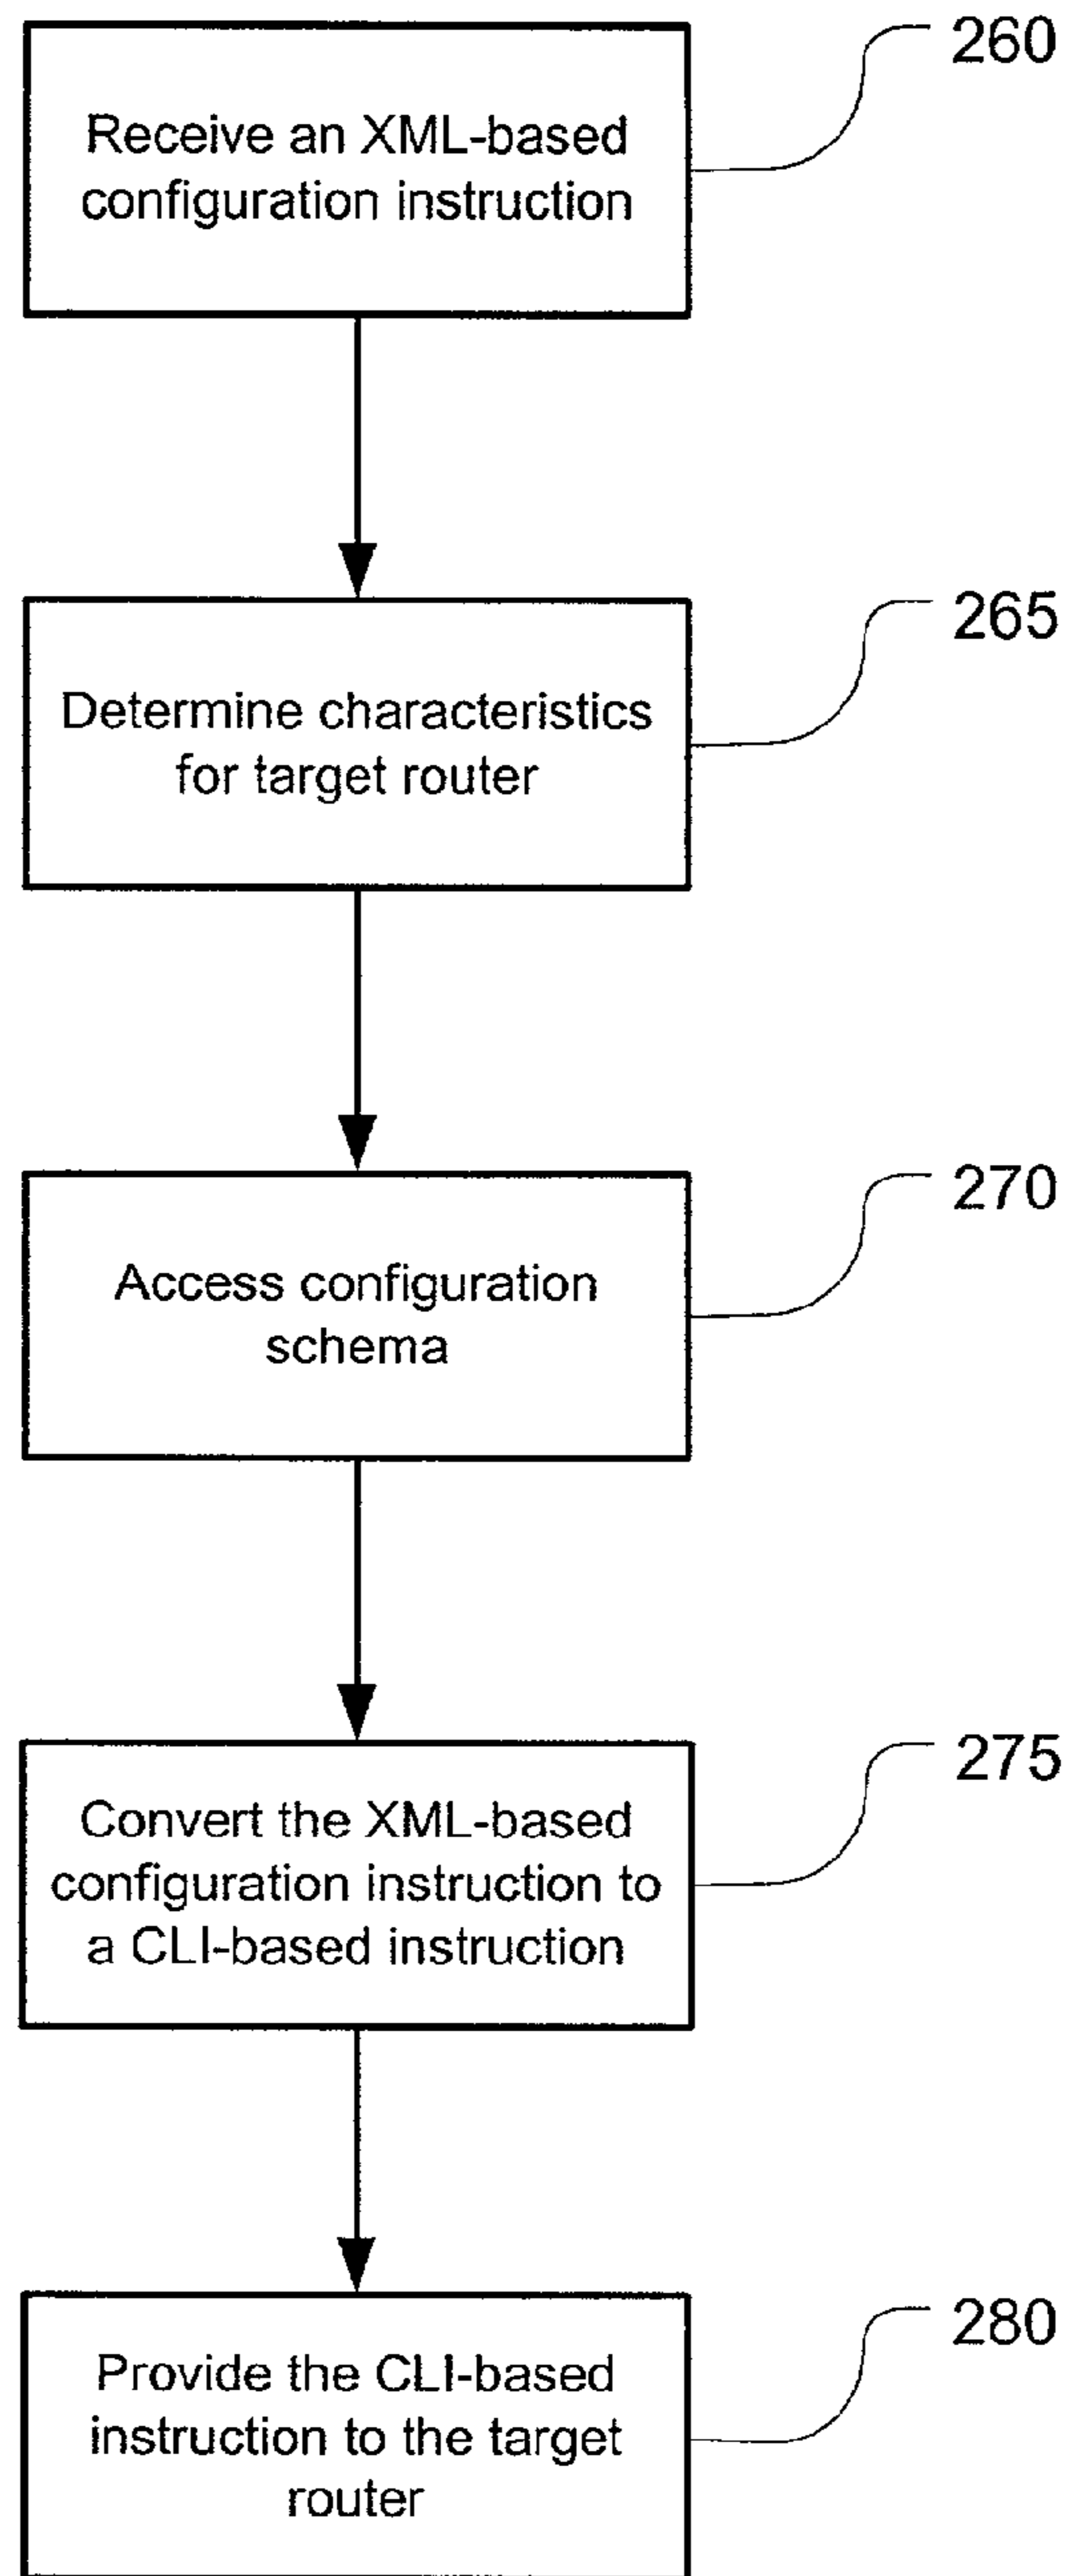 260
Receive an XML-based
configuration instruction
265
Determine characteristics
for target router
270
Access configuration
schema
275
Convert the XML-based
configuration instruction to
a CLI-based instruction
280
Provide the CLI-based
instruction to the target
router